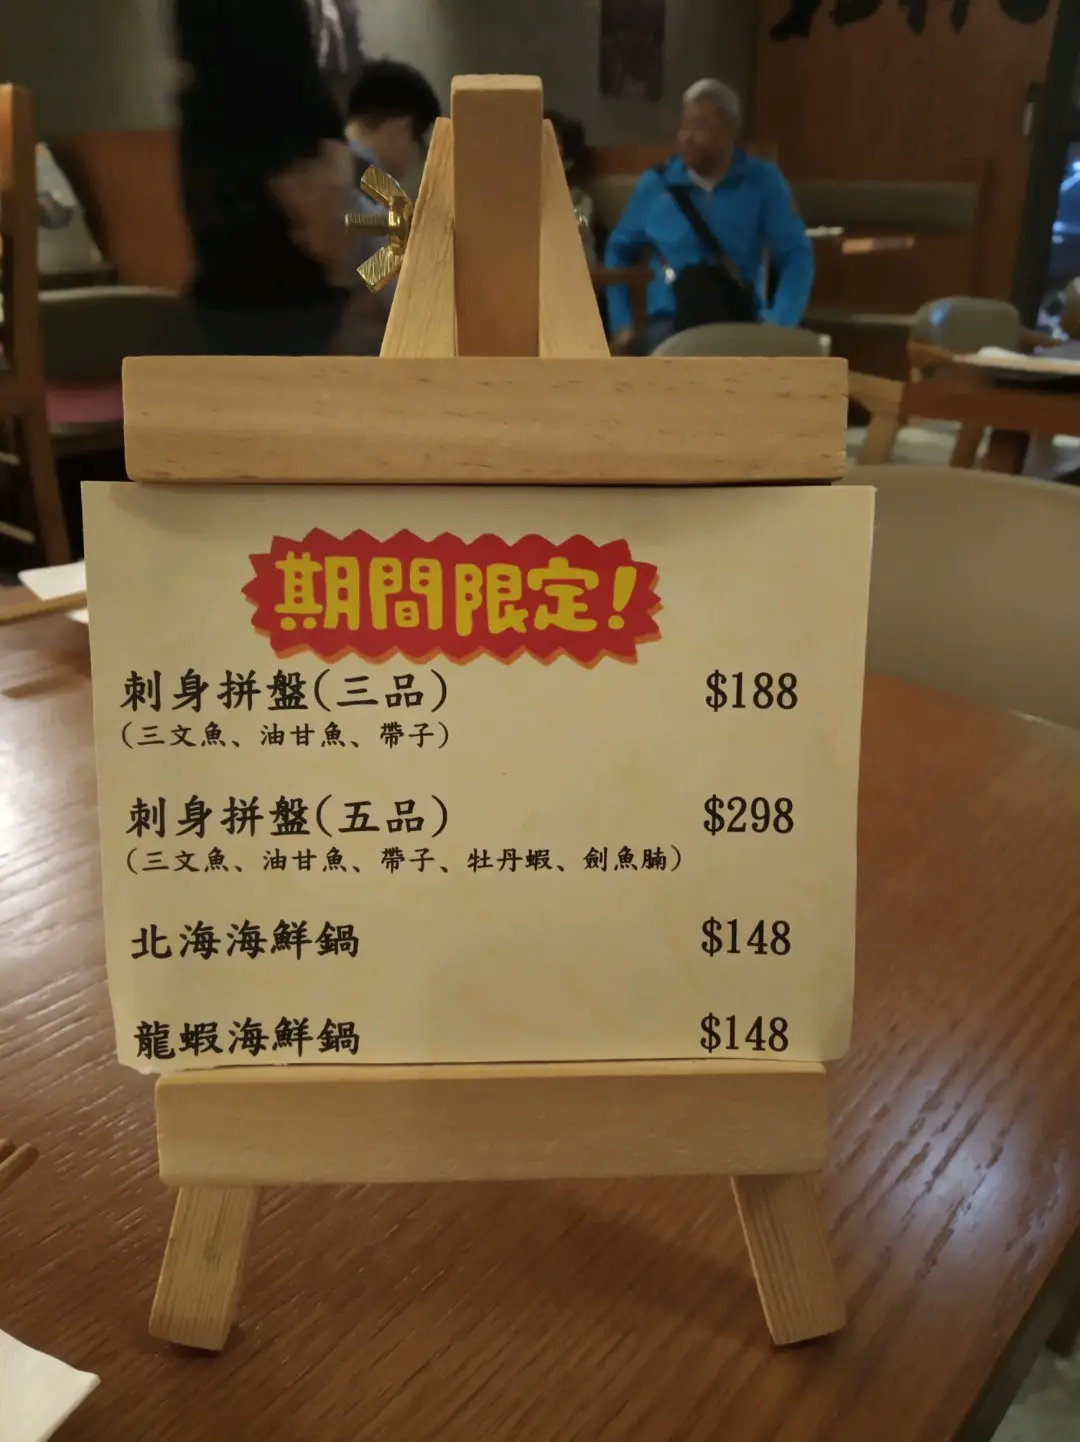 期間限定!
刺身拼盤(三品) $188
(三文魚、油甘魚、帶子)
刺身拼盤(五品) $298
(三文魚、油甘魚、帶子、牡丹蝦、劍魚腩)
北海海鮮鍋 $148
龍蝦海鮮鍋 $148